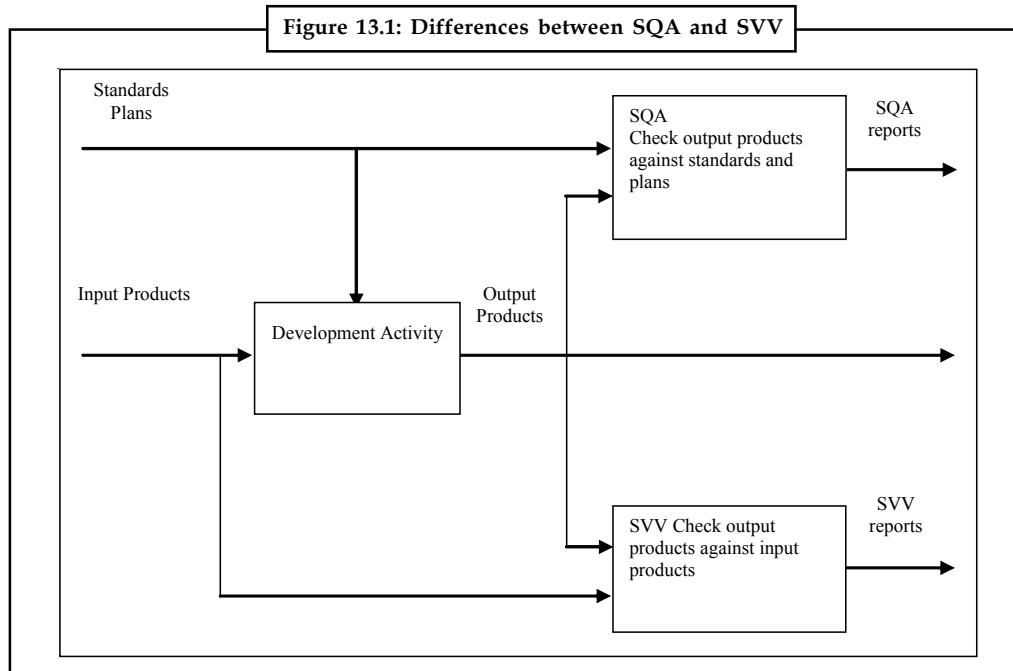 Figure 13.1: Differences between SQA and SVV
Standards
Plans
SQA
Check output products
against standards and
plans
SQA
reports
Input Products
Development Activity
Output
Products
SVV Check output
products against input
products
SVV
reports